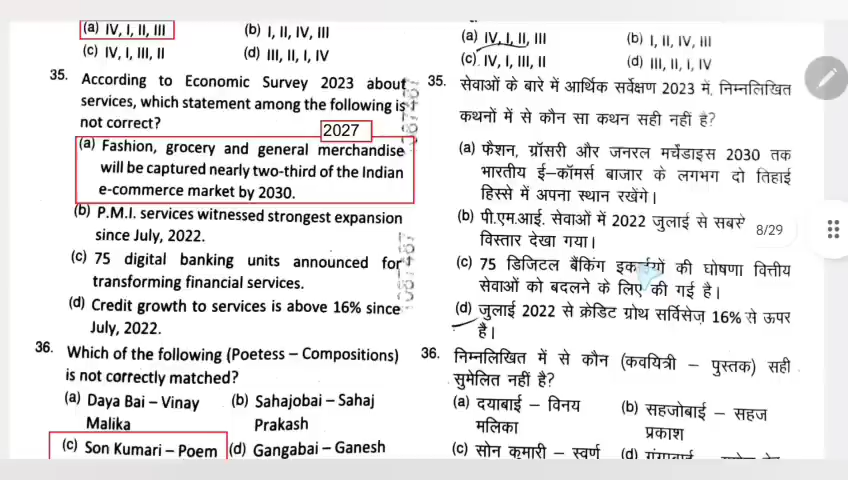 (a) IV, I, II, III
(b) I, II, IV, III
(c) IV, I, III, II
(d) III, II, I, IV
35. According to Economic Survey 2023 about
services, which statement among the following is
not correct?
2027
(a) Fashion, grocery and general merchandise
will be captured nearly two-third of the Indian
e-commerce market by 2030.
(b) P.M.I. services witnessed strongest expansion
since July, 2022.
(c) 75 digital banking units announced for
transforming financial services.
(d) Credit growth to services is above 16% since
July, 2022.
36. Which of the following (Poetess – Compositions)
is not correctly matched?
(a) Daya Bai – Vinay
Malika
(b) Sahajobai – Sahaj
Prakash
(c) Son Kumari – Poem
(d) Gangabai – Ganesh
1087487
1087487
(a) IV, I, II, III
(b) I, II, IV, III
(c) IV, I, III, II
(d) III, II, I, IV
35. सेवाओं के बारे में आर्थिक सर्वेक्षण 2023 में, निम्नलिखित
कथनों में से कौन सा कथन सही नहीं है?
(a) फैशन, ग्रॉसरी और जनरल मर्चेंडाइस 2030 तक
भारतीय ई–कॉमर्स बाजार के लगभग दो तिहाई
हिस्से में अपना स्थान रखेंगे।
(b) पी.एम.आई. सेवाओं में 2022 जुलाई से सबसे
विस्तार देखा गया।
8/29
(c) 75 डिजिटल बैंकिंग इकाईयों की घोषणा वित्तीय
सेवाओं को बदलने के लिए की गई है।
(d) जुलाई 2022 से क्रेडिट ग्रोथ सर्विसेज़ 16% से ऊपर
है।
36. निम्नलिखित में से कौन (कवयित्री – पुस्तक) सही
सुमेलित नहीं है?
(a) दयाबाई – विनय
मलिका
(b) सहजोबाई – सहज
प्रकाश
(c) सोन कुमारी – स्वर्ण
(d)